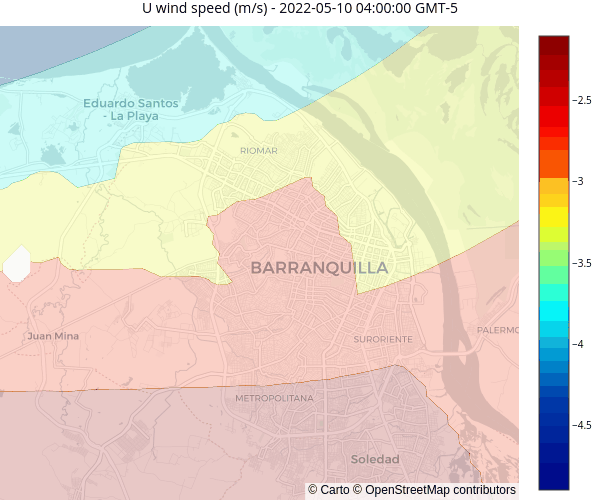 U wind speed (m/s) - 2022-05-10 04:00:00 GMT-5
Eduardo Santos
- La Playa
RIOMAR
BARRANQUILLA
Juan Mina
SURORIENTE
PALERMO
METROPOLITANA
Soledad
© Carto © OpenStreetMap contributors
−2.5
−3
−3.5
−4
−4.5